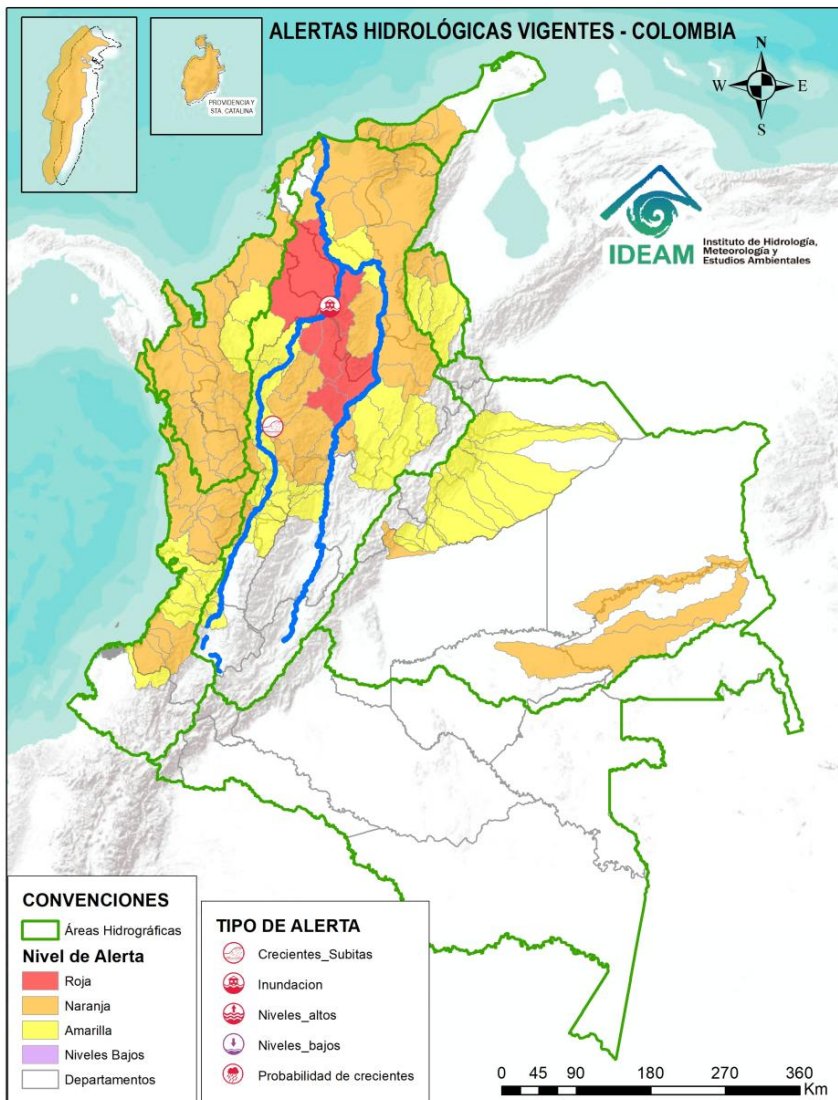 ALERTAS HIDROLÓGICAS VIGENTES - COLOMBIA
PROVIDENCIA Y
STA. CATALINA
N
W
E
S
IDEAM
Instituto de Hidrología,
Meteorología y
Estudios Ambientales
CONVENCIONES
Áreas Hidrográficas
Nivel de Alerta
Roja
Naranja
Amarilla
Niveles Bajos
Departamentos
TIPO DE ALERTA
Crecientes_Subitas
Inundacion
Niveles_altos
Niveles_bajos
Probabilidad de crecientes
0 45 90 180 270 360
Km